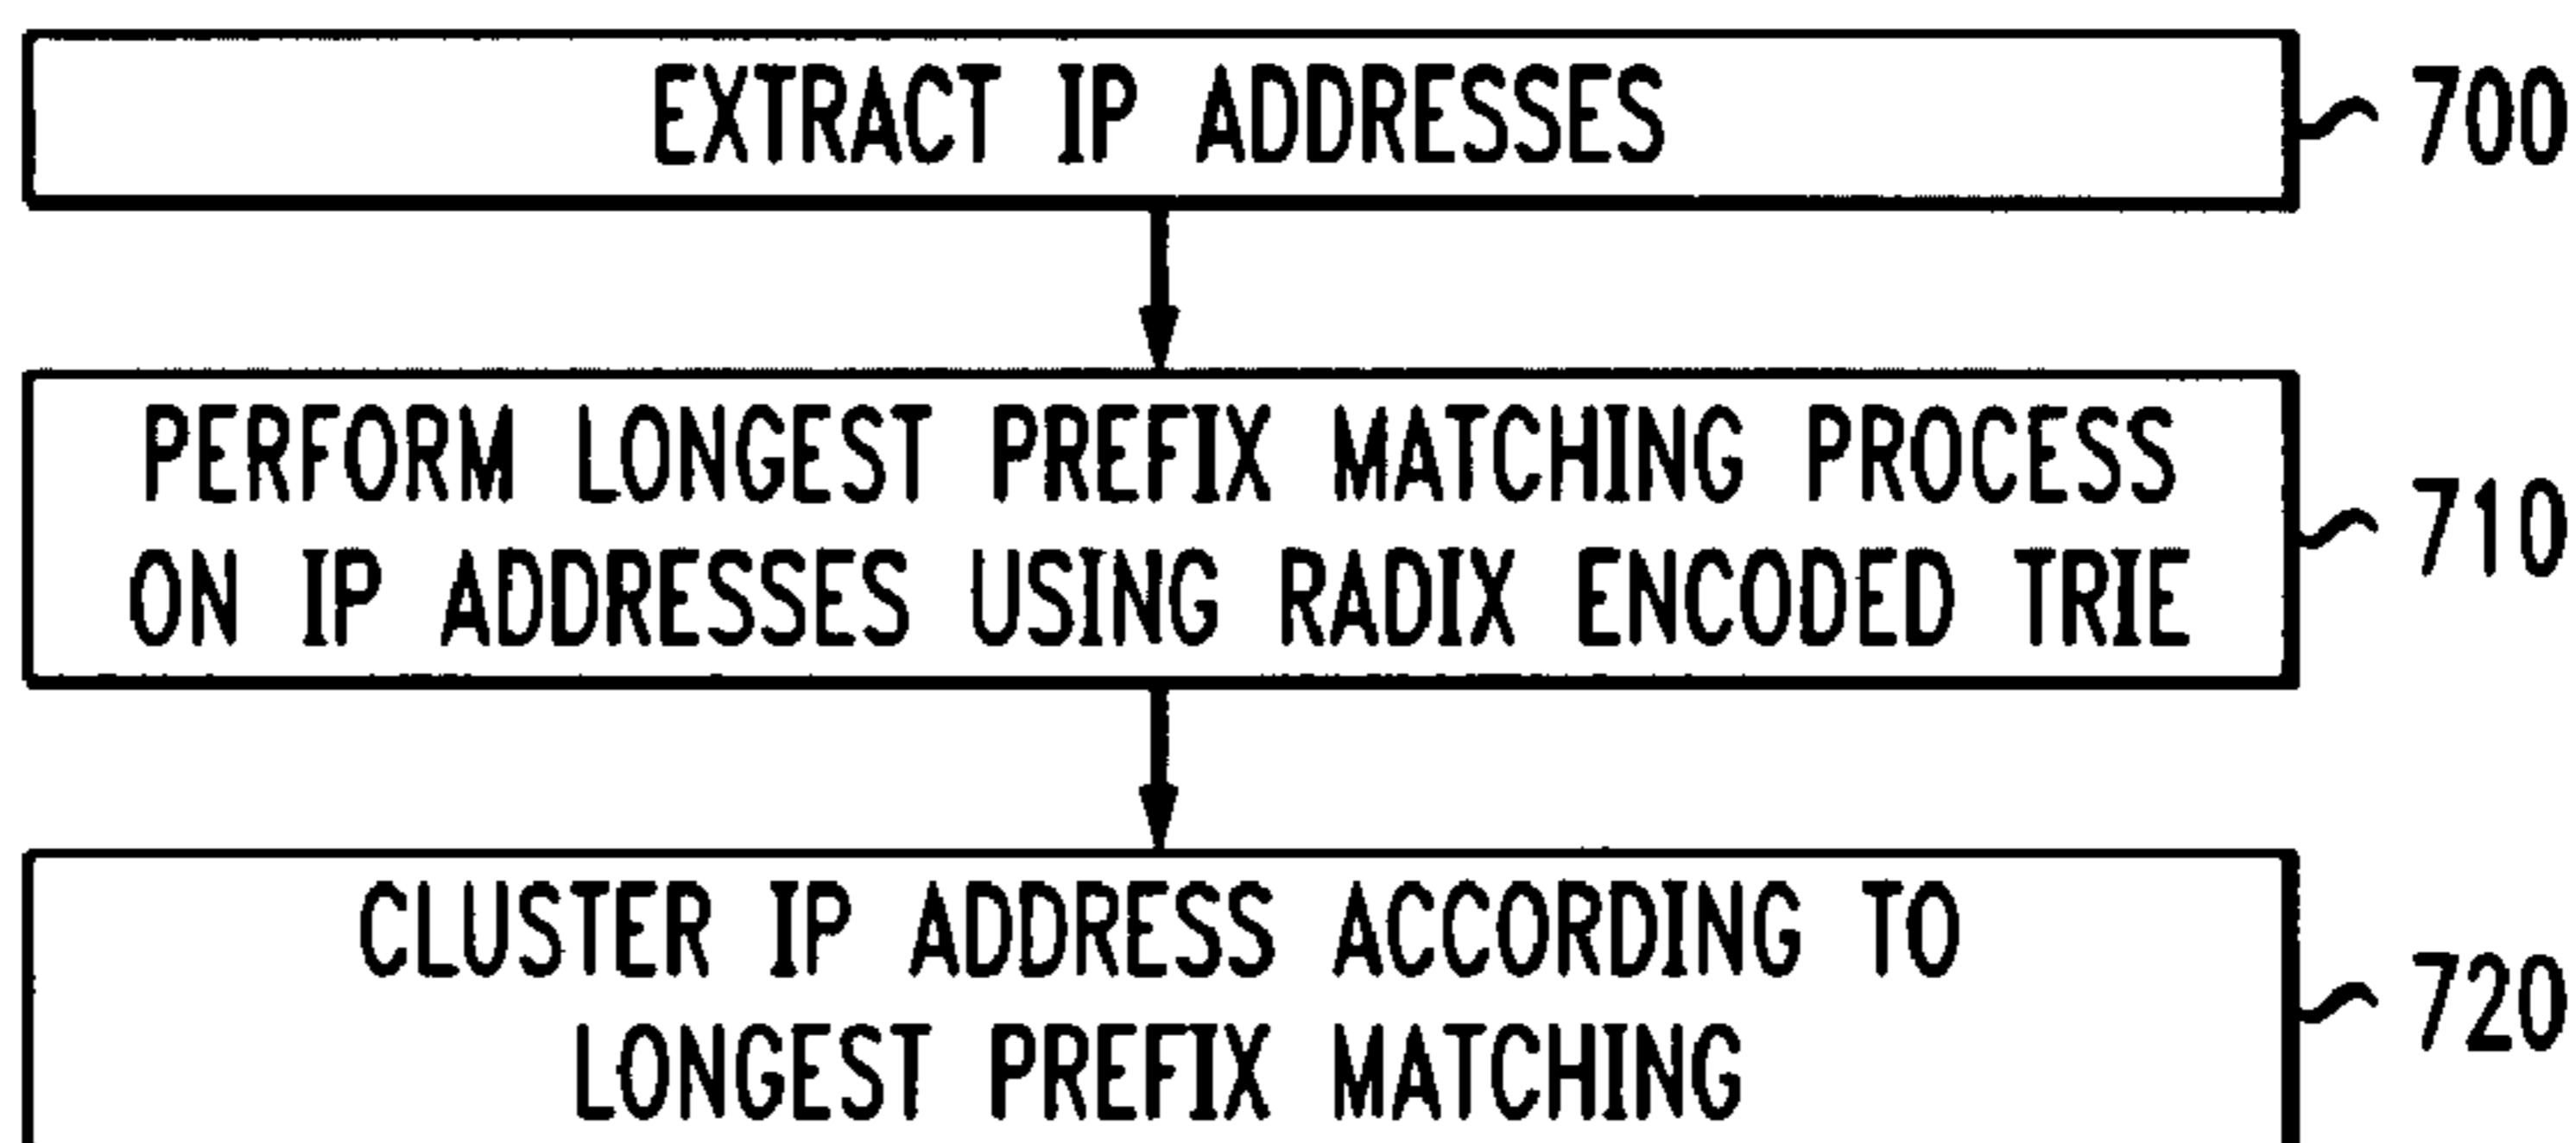 EXTRACT IP ADDRESSES
700
PERFORM LONGEST PREFIX MATCHING PROCESS
ON IP ADDRESSES USING RADIX ENCODED TRIE
710
CLUSTER IP ADDRESS ACCORDING TO
LONGEST PREFIX MATCHING
720